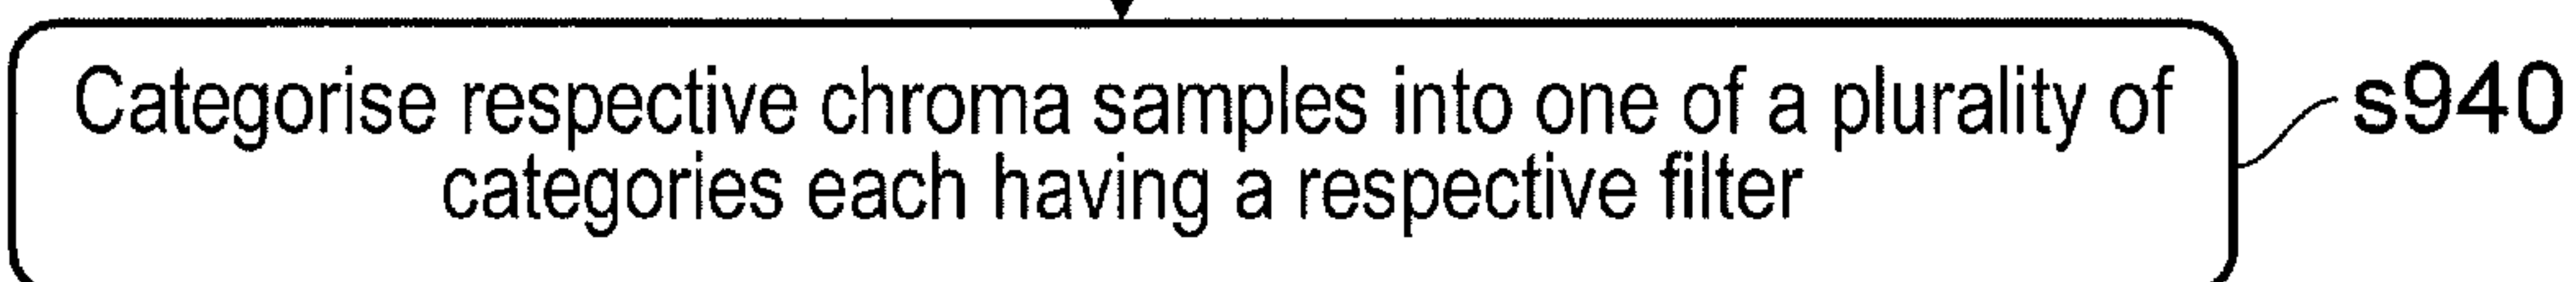 Categorise respective chroma samples into one of a plurality of
categories each having a respective filter
s940